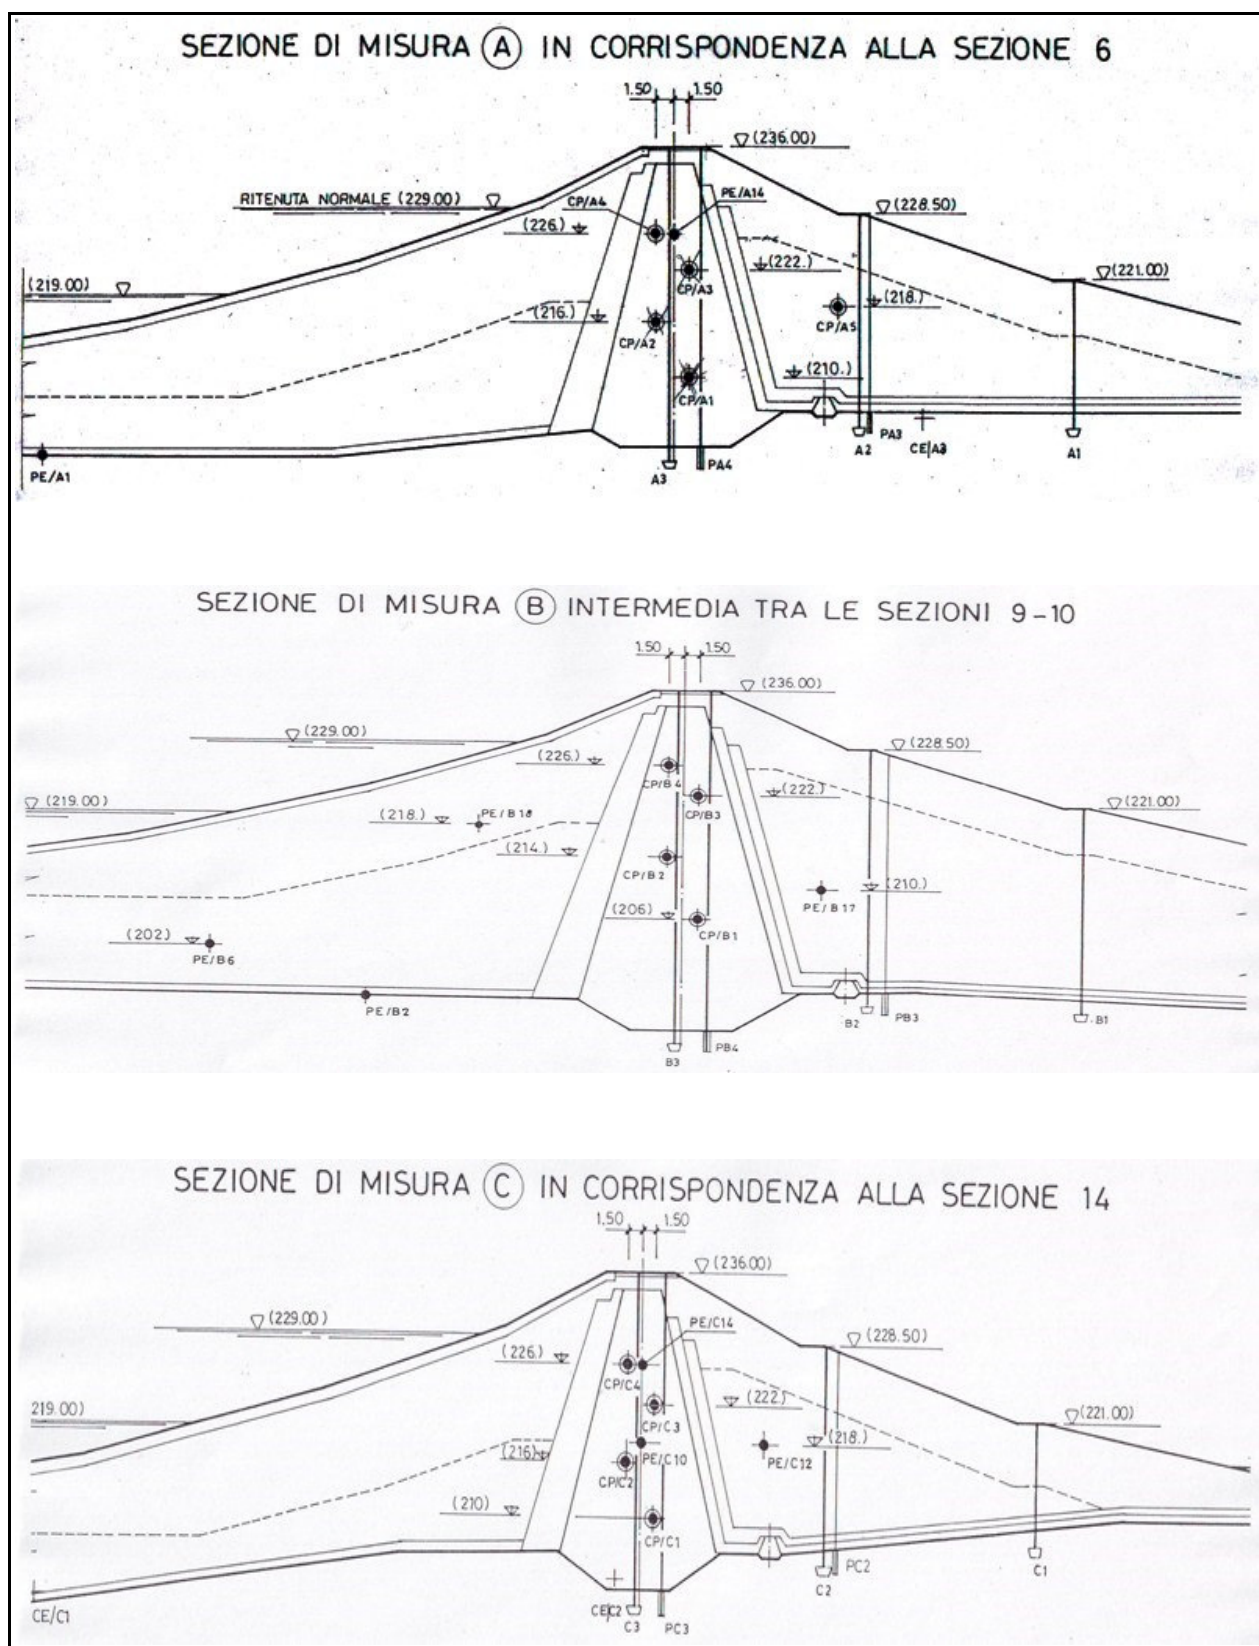 SEZIONE DI MISURA A IN CORRISPONDENZA ALLA SEZIONE 6
1.50 1.50
(236.00)
RITENUTA NORMALE (229.00)
CP/A4
PE/A14
(228.50)
(226.)
(222.)
(221.00)
(219.00)
CP/A3
(216.)
(218.)
CP/A5
CP/A2
(210.)
CP/A1
PE/A1
A3
PA4
A2
PA3
CE/A3
A1
SEZIONE DI MISURA B INTERMEDIA TRA LE SEZIONI 9-10
1.50 1.50
(236.00)
(229.00)
(228.50)
(226.)
CP/B4
(222.)
(219.00)
(221.00)
(218.)
PE/B18
CP/B3
(214.)
CP/B2
(210.)
PE/B17
(206)
CP/B1
(202.)
PE/B6
PE/B2
B2
PB3
B1
B3
PB4
SEZIONE DI MISURA C IN CORRISPONDENZA ALLA SEZIONE 14
1.50 1.50
(236.00)
(229.00)
PE/C14
(228.50)
(226.)
CP/C4
(222.)
219.00)
(221.00)
CP/C3
(218.)
(216)
PE/C10
PE/C12
CP/C2
(210)
CP/C1
PC2
C1
C2
CE/C1
CE/C2
C3
PC3